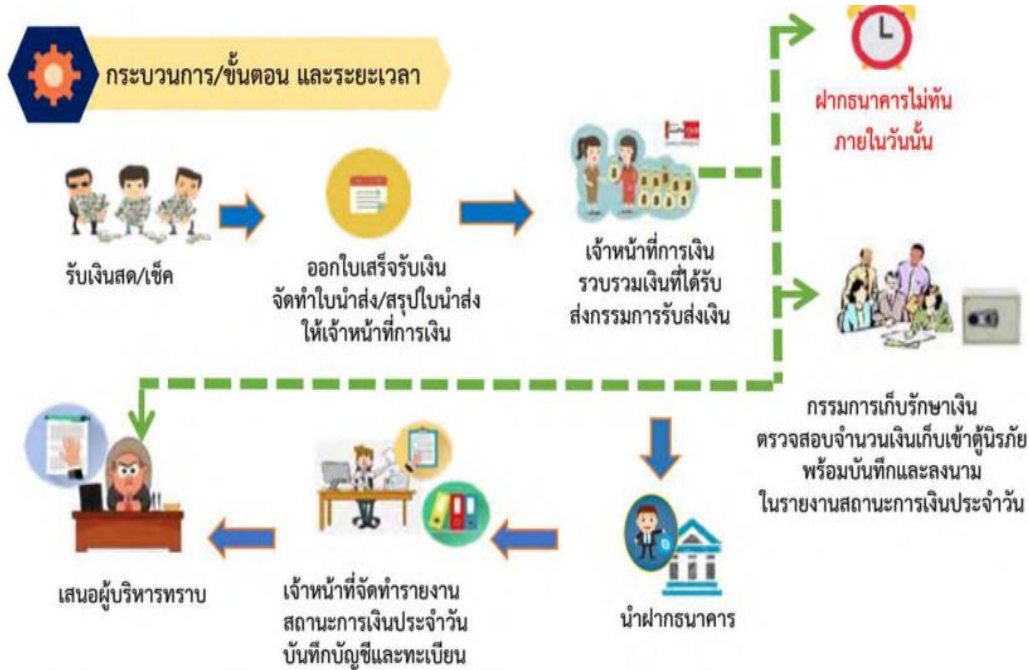 กระบวนการ/ขั้นตอน และระยะเวลา
ฝากธนาคารไม่ทัน
ภายในวันนั้น
รับเงินสด/เช็ค
ออกใบเสร็จรับเงิน
จัดทำใบนำส่ง/สรุปใบนำส่ง
ให้เจ้าหน้าที่การเงิน
เจ้าหน้าที่การเงิน
รวบรวมเงินที่ได้รับ
ส่งกรรมการรับส่งเงิน
กรรมการเก็บรักษาเงิน
ตรวจสอบจำนวนเงินเก็บเข้าตู้นิรภัย
พร้อมบันทึกและลงนาม
ในรายงานสถานะการเงินประจำวัน
นำฝากธนาคาร
เจ้าหน้าที่จัดทำรายงาน
สถานะการเงินประจำวัน
บันทึกบัญชีและทะเบียน
เสนอผู้บริหารทราบ